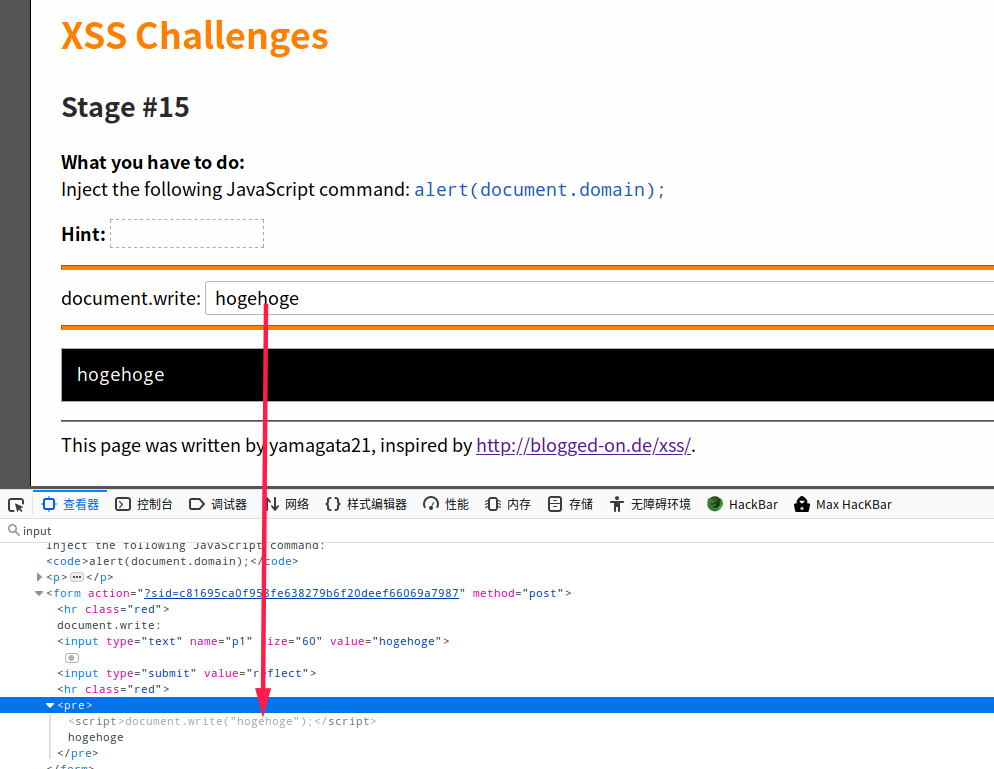 XSS Challenges
Stage #15
What you have to do:
Inject the following JavaScript command: alert(document.domain);
Hint:
document.write: hogehoge
hogehoge
This page was written by yamagata21, inspired by http://blogged-on.de/xss/.
查看器 控制台 调试器 网络 {} 样式编辑器 性能 内存 存储 无障碍环境 HackBar Max HacKBar
input
Inject the following JavaScript command:
<code>alert(document.domain);</code>
<p>···</p>
<form action="?sid=c81695ca0f953fe638279b6f20deef66069a7987" method="post">
<hr class="red">
document.write:
<input type="text" name="p1" size="60" value="hogehoge">
<input type="submit" value="reflect">
<hr class="red">
<pre>
<script>document.write("hogehoge");</script>
hogehoge
</pre>
</form>